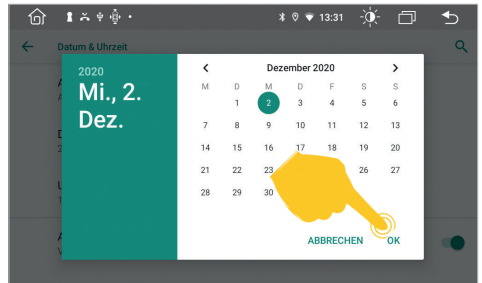 13:31
Datum & Uhrzeit
2020
Mi., 2.
Dez.
Dezember 2020
M D M D F S S
1 2 3 4 5 6
7 8 9 10 11 12 13
14 15 16 17 18 19 20
21 22 23 26 27
28 29 30
ABBRECHEN OK